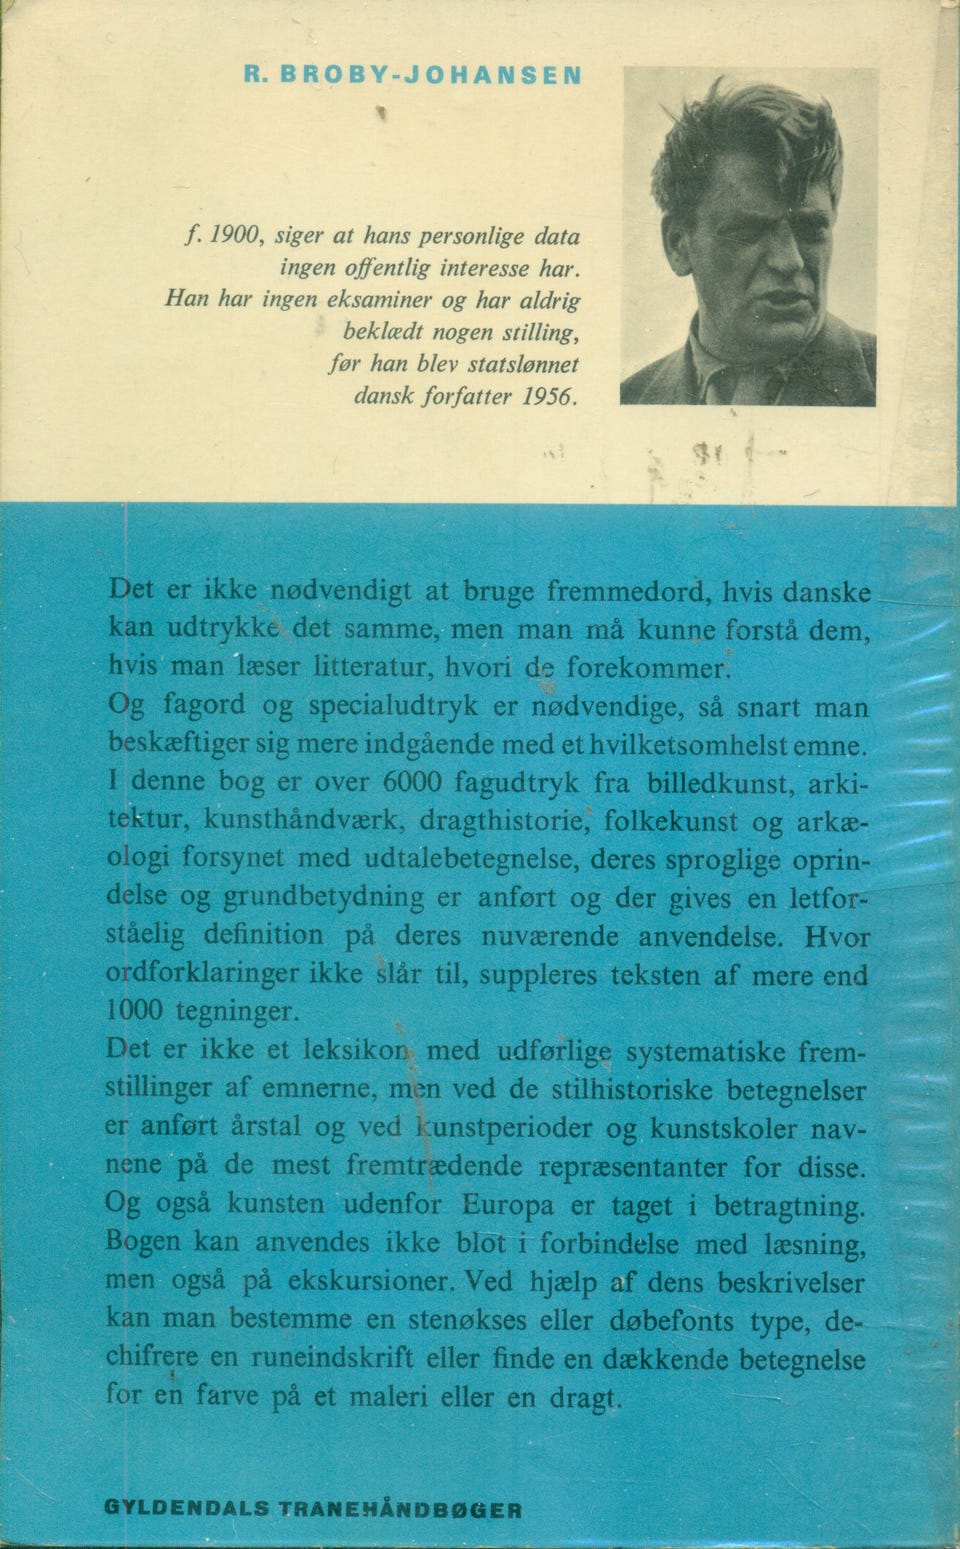 R. BROBY-JOHANSEN
f. 1900, siger at hans personlige data
ingen offentlig interesse har.
Han har ingen eksaminer og har aldrig
beklædt nogen stilling,
før han blev statslønnet
dansk forfatter 1956.
Det er ikke nødvendigt at bruge fremmedord, hvis danske
kan udtrykke det samme, men man må kunne forstå dem,
hvis man læser litteratur, hvori de forekommer.
Og fagord og specialudtryk er nødvendige, så snart man
beskæftiger sig mere indgående med et hvilketsomhelst emne.
I denne bog er over 6000 fagudtryk fra billedkunst, arki-
tektur, kunsthåndværk, dragthistorie, folkekunst og arkæ-
ologi forsynet med udtalebetegnelse, deres sproglige oprin-
delse og grundbetydning er anført og der gives en letfor-
ståelig definition på deres nuværende anvendelse. Hvor
ordforklaringer ikke slår til, suppleres teksten af mere end
1000 tegninger.
Det er ikke et leksikon med udførlige systematiske frem-
stillinger af emnerne, men ved de stilhistoriske betegnelser
er anført årstal og ved kunstperioder og kunstskoler nav-
nene på de mest fremtrædende repræsentanter for disse.
Og også kunsten udenfor Europa er taget i betragtning.
Bogen kan anvendes ikke blot i forbindelse med læsning,
men også på ekskursioner. Ved hjælp af dens beskrivelser
kan man bestemme en stenøkses eller døbefonts type, de-
chifrere en runeindskrift eller finde en dækkende betegnelse
for en farve på et maleri eller en dragt.
GYLDENDALS TRANEHÅNDBØGER